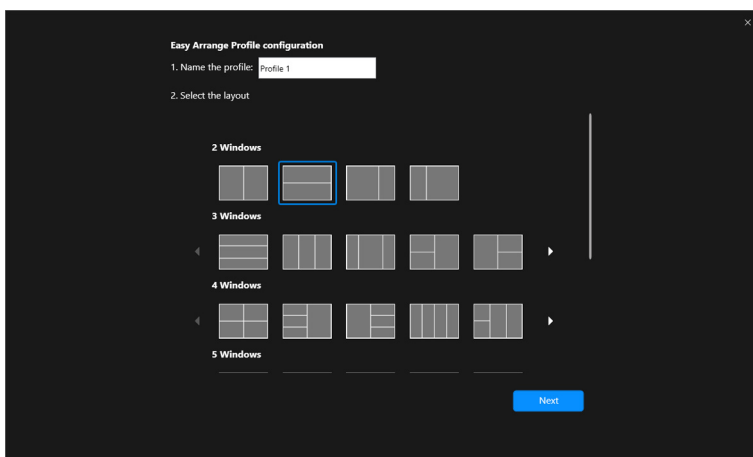 Easy Arrange Profile configuration
1. Name the profile: Profile 1
2. Select the layout
2 Windows
3 Windows
4 Windows
5 Windows
Next